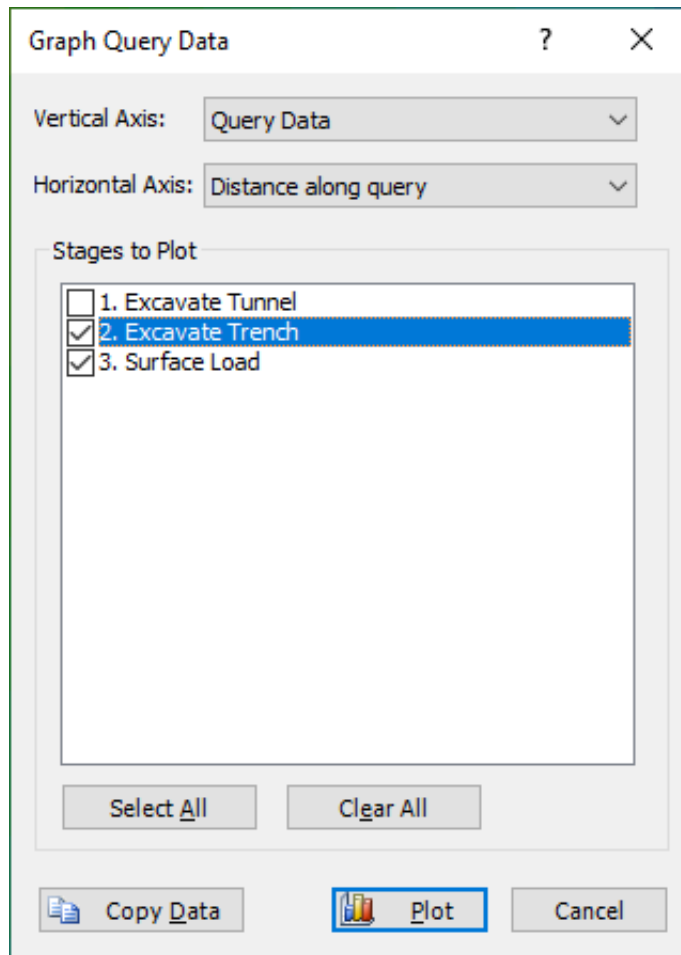 Graph Query Data ?
Vertical Axis: Query Data
Horizontal Axis: Distance along query
Stages to Plot
1. Excavate Tunnel
2. Excavate Trench
3. Surface Load
Select All Clear All
Copy Data Plot Cancel